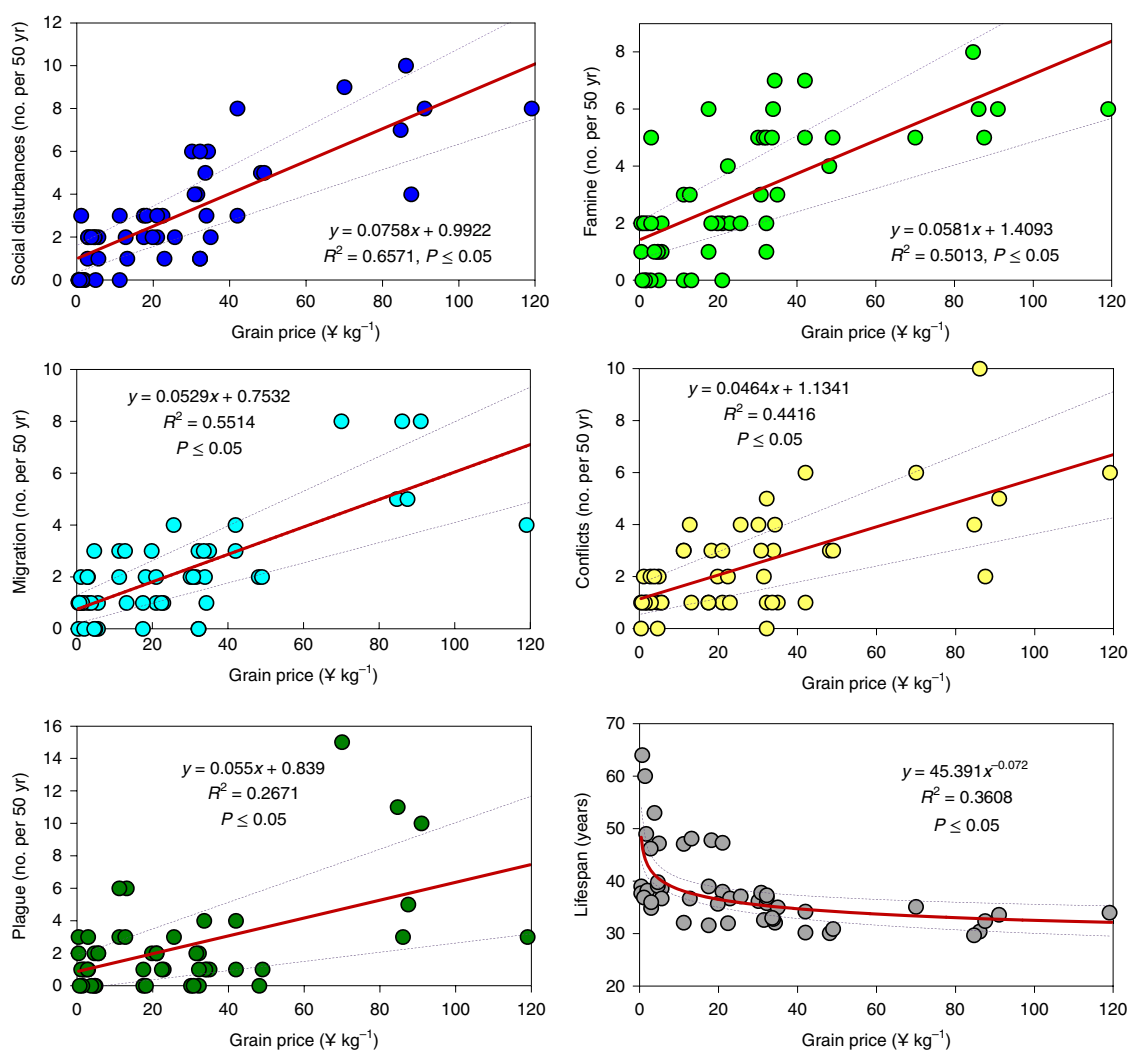 Social disturbances (no. per 50 yr)
12
10
8
6
4
2
0
y = 0.0758x + 0.9922
R² = 0.6571, P ≤ 0.05
0 20 40 60 80 100 120
Grain price (¥ kg⁻¹)
Famine (no. per 50 yr)
8
6
4
2
0
y = 0.0581x + 1.4093
R² = 0.5013, P ≤ 0.05
0 20 40 60 80 100 120
Grain price (¥ kg⁻¹)
Migration (no. per 50 yr)
10
8
6
4
2
0
y = 0.0529x + 0.7532
R² = 0.5514
P ≤ 0.05
0 20 40 60 80 100 120
Grain price (¥ kg⁻¹)
Conflicts (no. per 50 yr)
10
8
6
4
2
0
y = 0.0464x + 1.1341
R² = 0.4416
P ≤ 0.05
0 20 40 60 80 100 120
Grain price (¥ kg⁻¹)
Plague (no. per 50 yr)
16
14
12
10
8
6
4
2
0
y = 0.055x + 0.839
R² = 0.2671
P ≤ 0.05
0 20 40 60 80 100 120
Grain price (¥ kg⁻¹)
Lifespan (years)
70
60
50
40
30
20
y = 45.391x⁻⁰·⁰⁷²
R² = 0.3608
P ≤ 0.05
0 20 40 60 80 100 120
Grain price (¥ kg⁻¹)